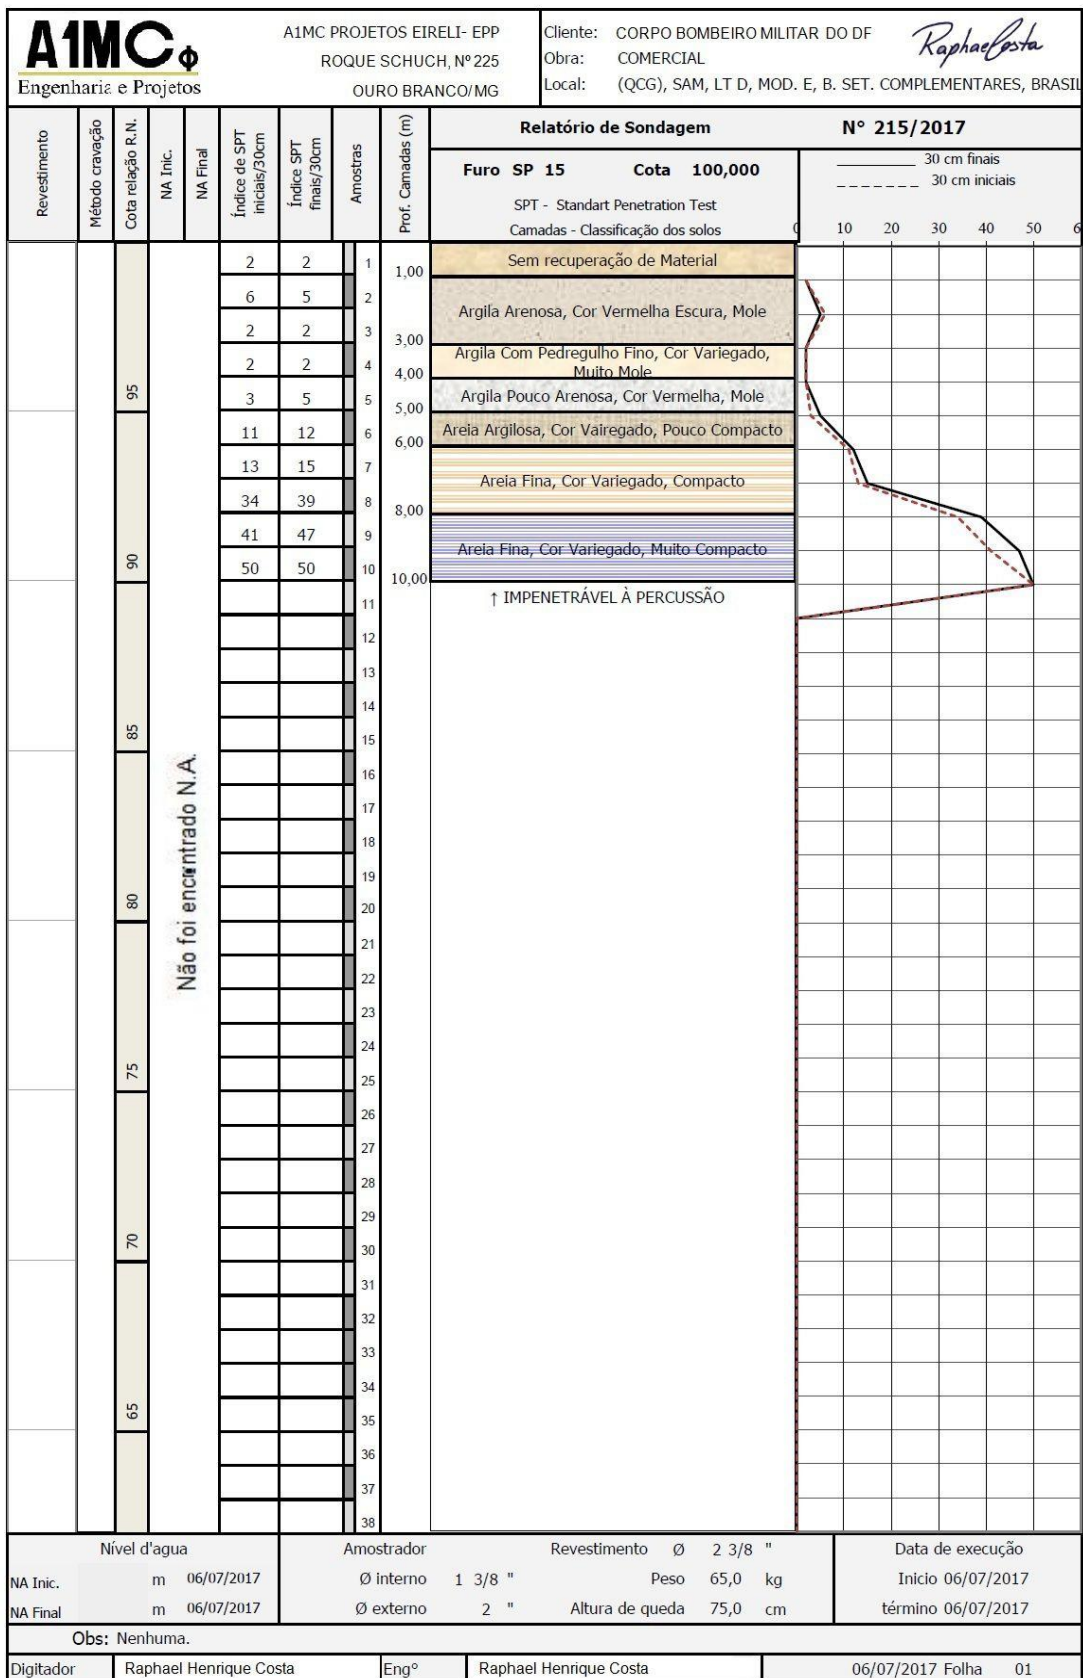 A1MC Φ
Engenharia e Projetos
A1MC PROJETOS EIRELI- EPP
ROQUE SCHUCH, Nº 225
OURO BRANCO/MG
Cliente: CORPO BOMBEIRO MILITAR DO DF
Obra: COMERCIAL
Local: (QCG), SAM, LT D, MOD. E, B. SET. COMPLEMENTARES, BRASIL
Raphael Costa
Revestimento
Método cravação
Cota relação R.N.
NA Inic.
NA Final
Índice de SPT
iniciais/30cm
Índice SPT
finais/30cm
Amostras
Prof. Camadas (m)
Relatório de Sondagem
N° 215/2017
Furo SP 15 Cota 100,000
SPT - Standart Penetration Test
Camadas - Classificação dos solos
30 cm finais
30 cm iniciais
0 10 20 30 40 50 6
2 2 1 1,00 Sem recuperação de Material
6 5 2
Argila Arenosa, Cor Vermelha Escura, Mole
2 2 3 3,00
2 2 4 4,00 Argila Com Pedregulho Fino, Cor Variegado,
Muito Mole
95 3 5 5 5,00 Argila Pouco Arenosa, Cor Vermelha, Mole
11 12 6 6,00 Areia Argilosa, Cor Vairegado, Pouco Compacto
13 15 7
Areia Fina, Cor Variegado, Compacto
34 39 8 8,00
41 47 9
Areia Fina, Cor Variegado, Muito Compacto
90 50 50 10 10,00
↑ IMPENETRÁVEL À PERCUSSÃO
11
12
13
14
85 15
16
17
18
19
80 20
21
22
23
24
75 25
26
27
28
29
70 30
31
32
33
34
65 35
36
37
38
Não foi encontrado N.A.
Nível d'agua
NA Inic. m 06/07/2017
NA Final m 06/07/2017
Amostrador
Ø interno 1 3/8 "
Ø externo 2 "
Revestimento Ø 2 3/8 "
Peso 65,0 kg
Altura de queda 75,0 cm
Data de execução
Inicio 06/07/2017
término 06/07/2017
Obs: Nenhuma.
Digitador Raphael Henrique Costa Engº Raphael Henrique Costa 06/07/2017 Folha 01